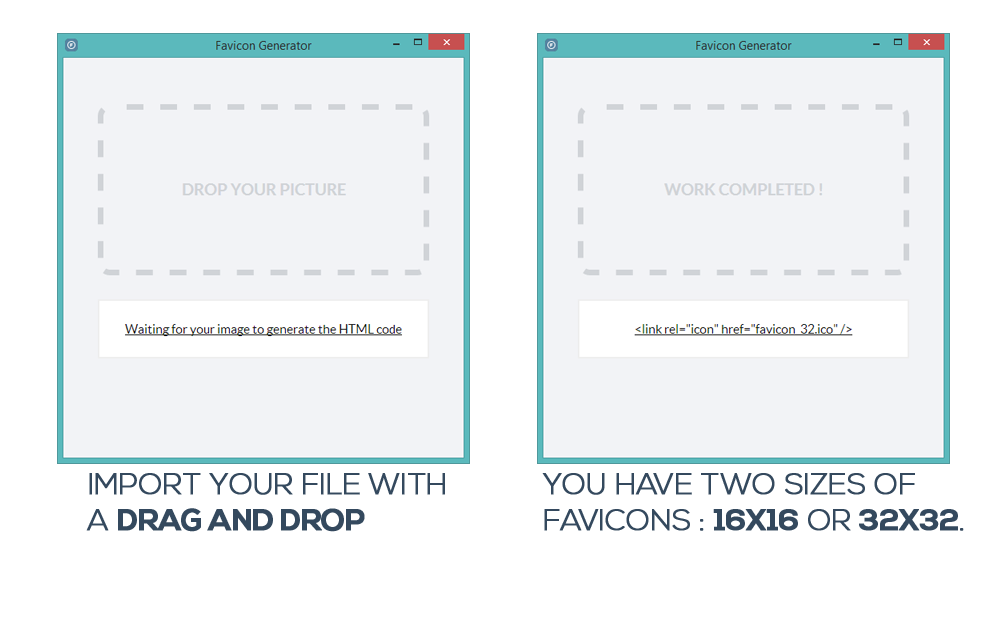 Favicon Generator
DROP YOUR PICTURE
Waiting for your image to generate the HTML code
IMPORT YOUR FILE WITH
A DRAG AND DROP
Favicon Generator
WORK COMPLETED !
<link rel="icon" href="favicon_32.ico" />
YOU HAVE TWO SIZES OF
FAVICONS : 16X16 OR 32X32.